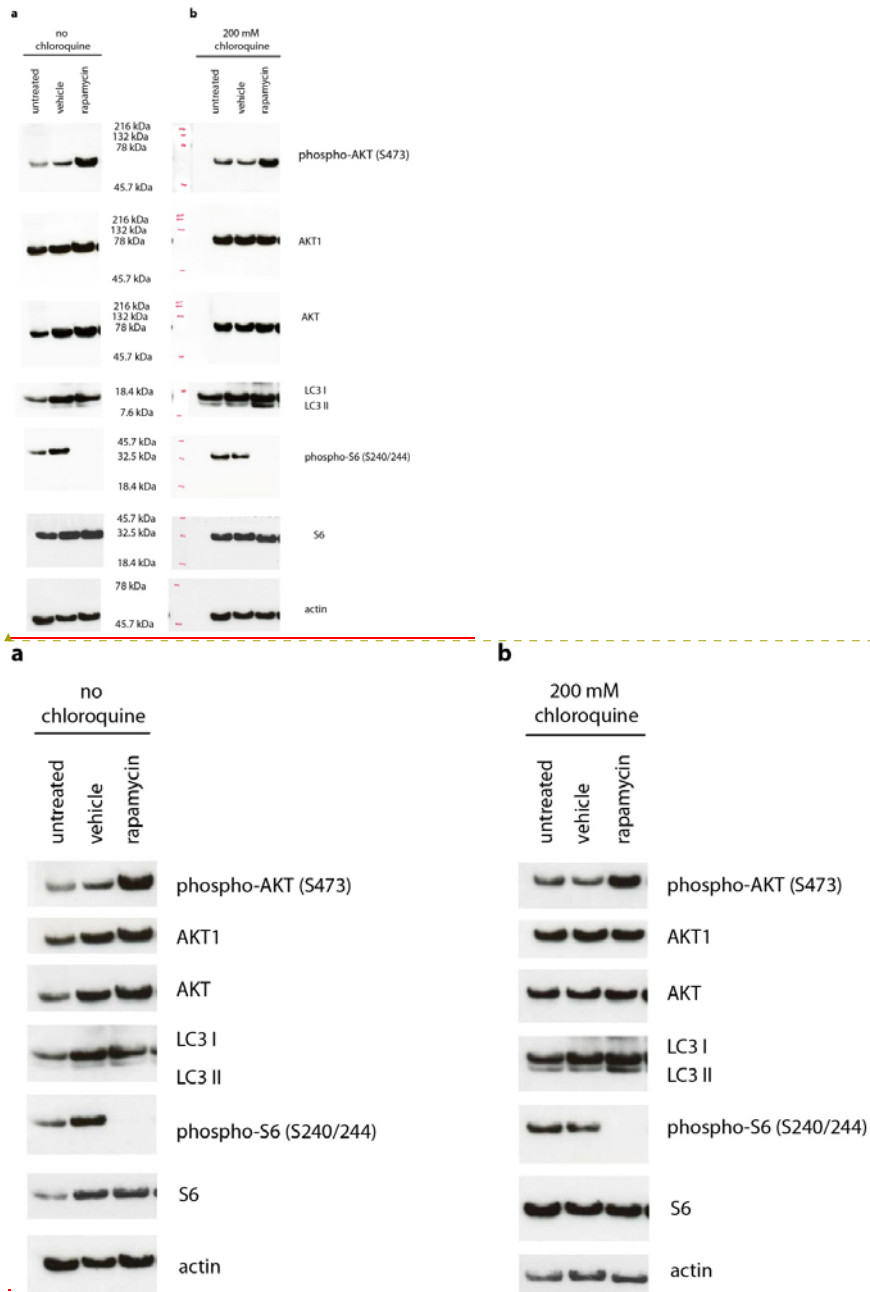 a
no
chloroquine
untreated
vehicle
rapamycin
b
200 mM
chloroquine
untreated
vehicle
rapamycin
216 kDa
132 kDa
78 kDa
45.7 kDa
phospho-AKT (S473)
216 kDa
132 kDa
78 kDa
45.7 kDa
AKT1
216 kDa
132 kDa
78 kDa
45.7 kDa
AKT
18.4 kDa
7.6 kDa
LC3 I
LC3 II
45.7 kDa
32.5 kDa
18.4 kDa
phospho-S6 (S240/244)
45.7 kDa
32.5 kDa
18.4 kDa
S6
78 kDa
45.7 kDa
actin
a
no
chloroquine
untreated
vehicle
rapamycin
phospho-AKT (S473)
AKT1
AKT
LC3 I
LC3 II
phospho-S6 (S240/244)
S6
actin
b
200 mM
chloroquine
untreated
vehicle
rapamycin
phospho-AKT (S473)
AKT1
AKT
LC3 I
LC3 II
phospho-S6 (S240/244)
S6
actin